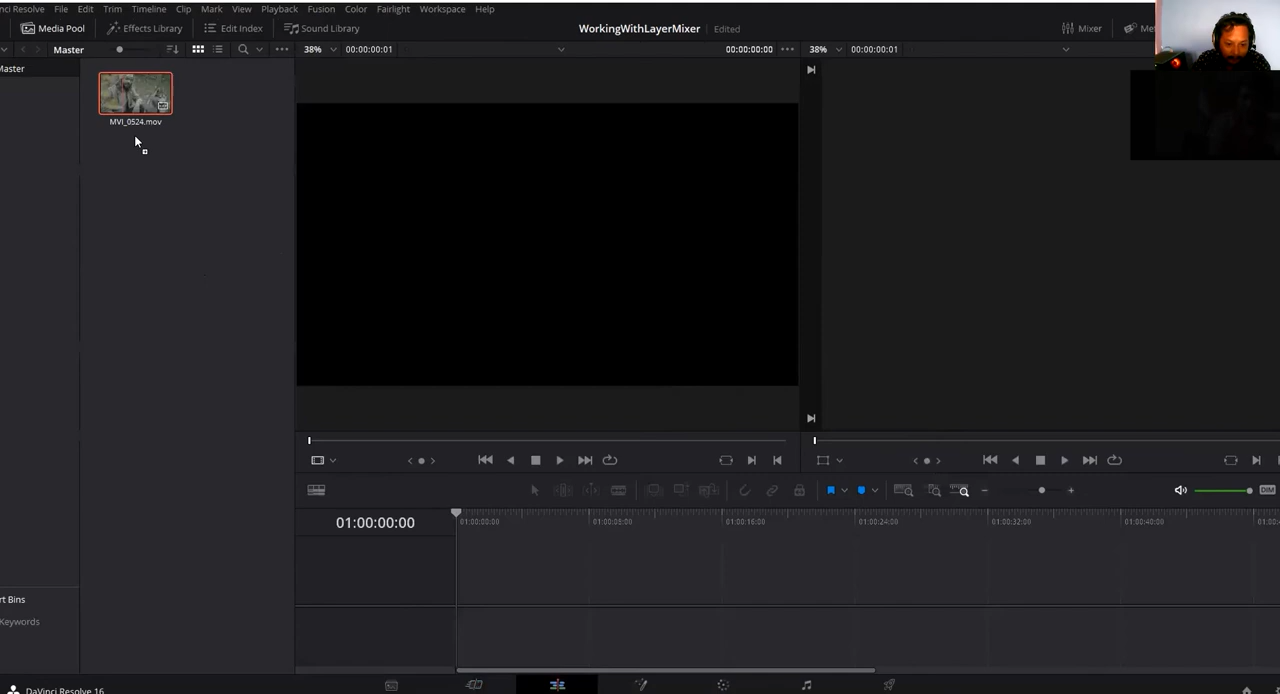 nci Resolve File Edit Trim Timeline Clip Mark View Playback Fusion Color Fairlight Workspace Help
Media Pool Effects Library Edit Index Sound Library WorkingWithLayerMixer Edited Mixer Met
Master 38% 00:00:00:01 00:00:00:00 38% 00:00:00:01
Master
MVI_0524.mov
01:00:00:00 01:00:00:00 01:00:08:00 01:00:16:00 01:00:24:00 01:00:32:00 01:00:40:00 01:00
DIM
rt Bins
Keywords
DaVinci Resolve 16